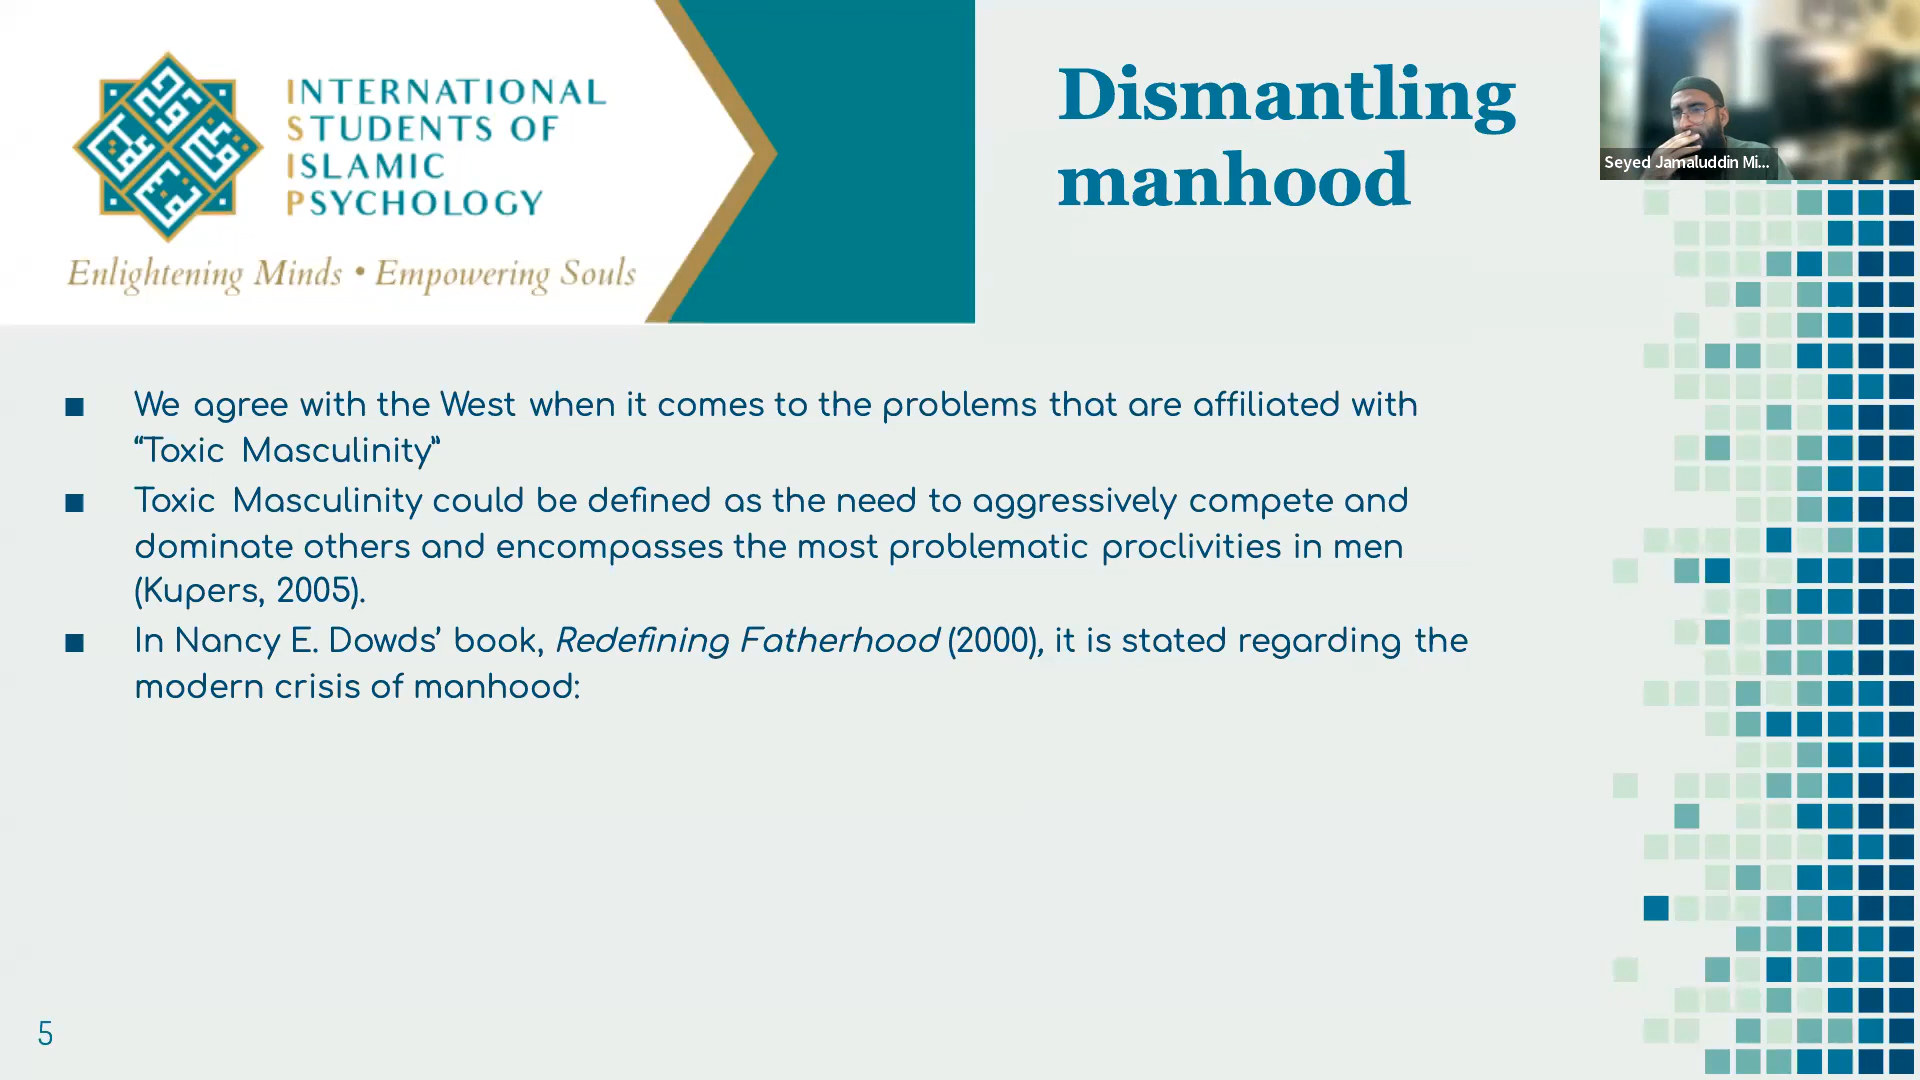 INTERNATIONAL
STUDENTS OF
ISLAMIC
PSYCHOLOGY
Enlightening Minds • Empowering Souls
Dismantling
manhood
Seyed Jamaluddin Mi...
■ We agree with the West when it comes to the problems that are affiliated with
“Toxic Masculinity”
■ Toxic Masculinity could be defined as the need to aggressively compete and
dominate others and encompasses the most problematic proclivities in men
(Kupers, 2005).
■ In Nancy E. Dowds’ book, Redefining Fatherhood (2000), it is stated regarding the
modern crisis of manhood:
5